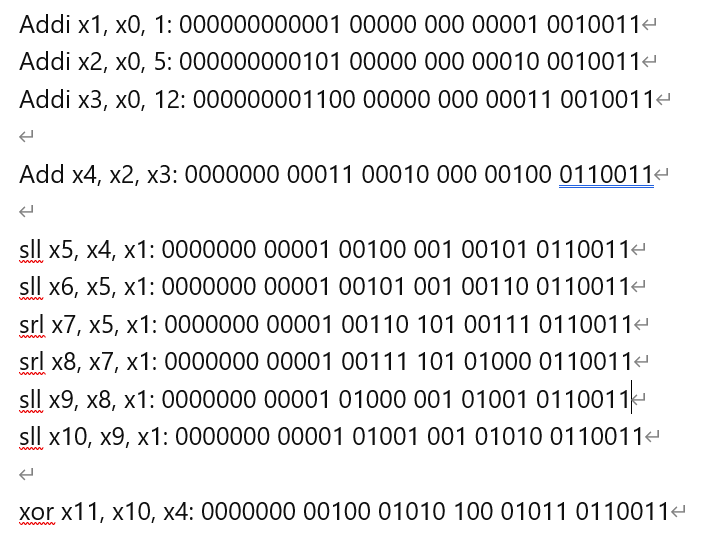 Addi x1, x0, 1: 000000000001 00000 000 00001 0010011
Addi x2, x0, 5: 000000000101 00000 000 00010 0010011
Addi x3, x0, 12: 000000001100 00000 000 00011 0010011
Add x4, x2, x3: 0000000 00011 00010 000 00100 0110011
sll x5, x4, x1: 0000000 00001 00100 001 00101 0110011
sll x6, x5, x1: 0000000 00001 00101 001 00110 0110011
srl x7, x5, x1: 0000000 00001 00110 101 00111 0110011
srl x8, x7, x1: 0000000 00001 00111 101 01000 0110011
sll x9, x8, x1: 0000000 00001 01000 001 01001 0110011
sll x10, x9, x1: 0000000 00001 01001 001 01010 0110011
xor x11, x10, x4: 0000000 00100 01010 100 01011 0110011